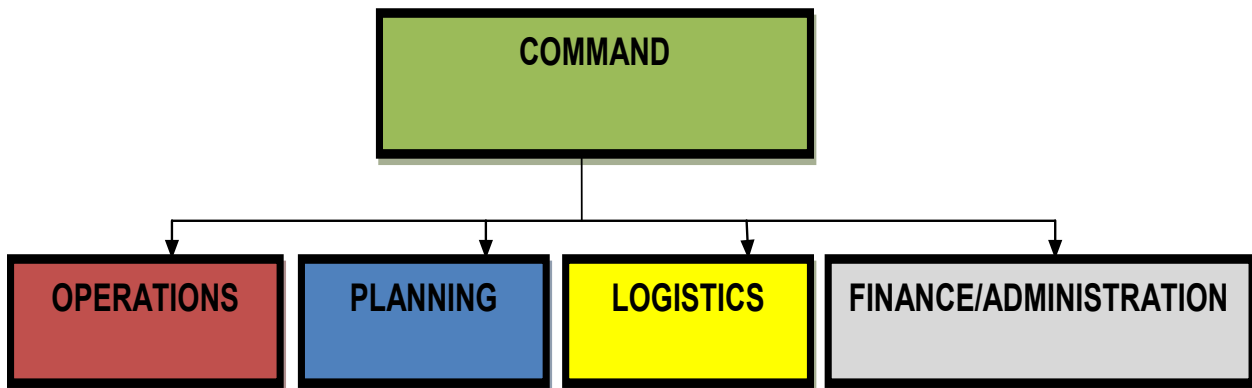 COMMAND
OPERATIONS
PLANNING
LOGISTICS
FINANCE/ADMINISTRATION